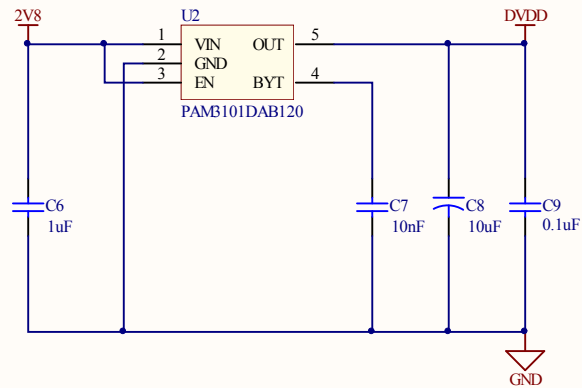 2V8
U2
DVDD
1
VIN
OUT
5
2
GND
3
EN
BYT
4
PAM3101DAB120
C6
1uF
C7
10nF
C8
10uF
C9
0.1uF
GND